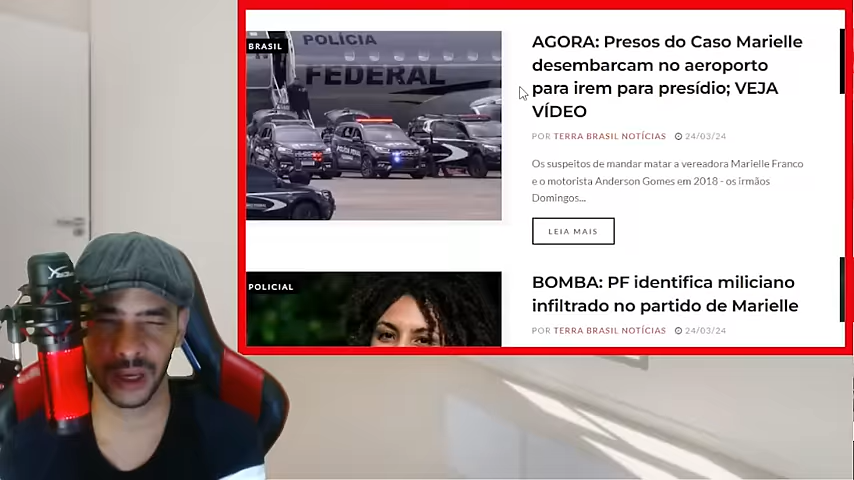 BRASIL
POLÍCIA
FEDERAL
AGORA: Presos do Caso Marielle
desembarcam no aeroporto
para irem para presídio; VEJA
VÍDEO
POR TERRA BRASIL NOTÍCIAS 24/03/24
Os suspeitos de mandar matar a vereadora Marielle Franco
e o motorista Anderson Gomes em 2018 - os irmãos
Domingos...
LEIA MAIS
POLICIAL
BOMBA: PF identifica miliciano
infiltrado no partido de Marielle
POR TERRA BRASIL NOTÍCIAS 24/03/24